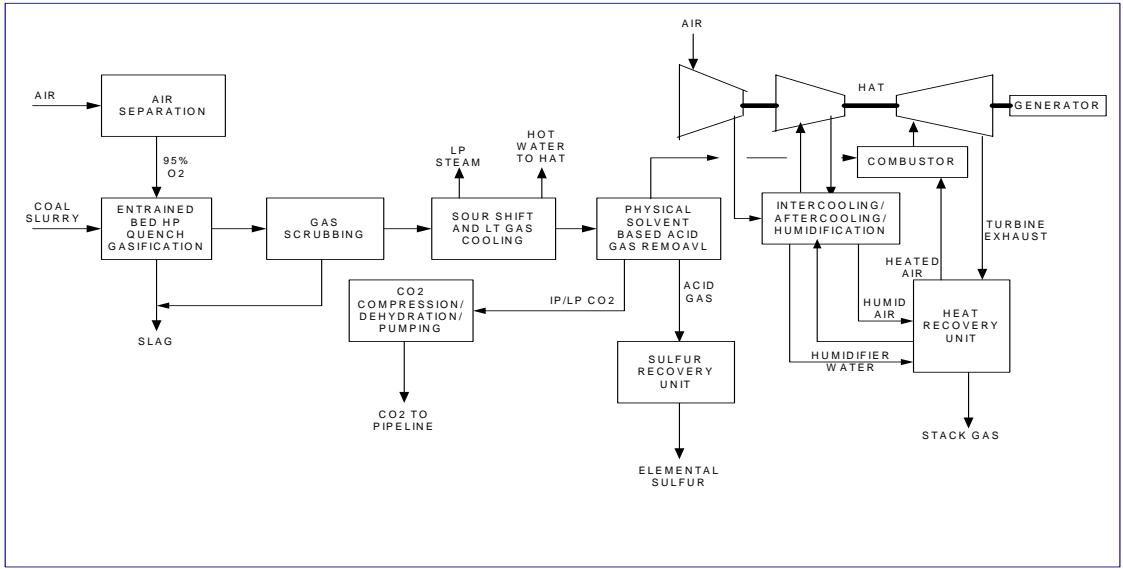 AIR
HAT
GENERATOR
AIR
AIR
SEPARATION
95%
O2
LP
STEAM
HOT
WATER
TO HAT
COMBUSTOR
COAL
SLURRY
ENTRAINED
BED HP
QUENCH
GASIFICATION
GAS
SCRUBBING
SOUR SHIFT
AND LT GAS
COOLING
PHYSICAL
SOLVENT
BASED ACID
GAS REMOAVL
INTERCOOLING/
AFTERCOOLING/
HUMIDIFICATION
TURBINE
EXHAUST
HEATED
AIR
CO2
COMPRESSION/
DEHYDRATION/
PUMPING
IP/LP CO2
ACID
GAS
HUMID
AIR
HEAT
RECOVERY
UNIT
SLAG
SULFUR
RECOVERY
UNIT
HUMIDIFIER
WATER
CO2 TO
PIPELINE
STACK GAS
ELEMENTAL
SULFUR